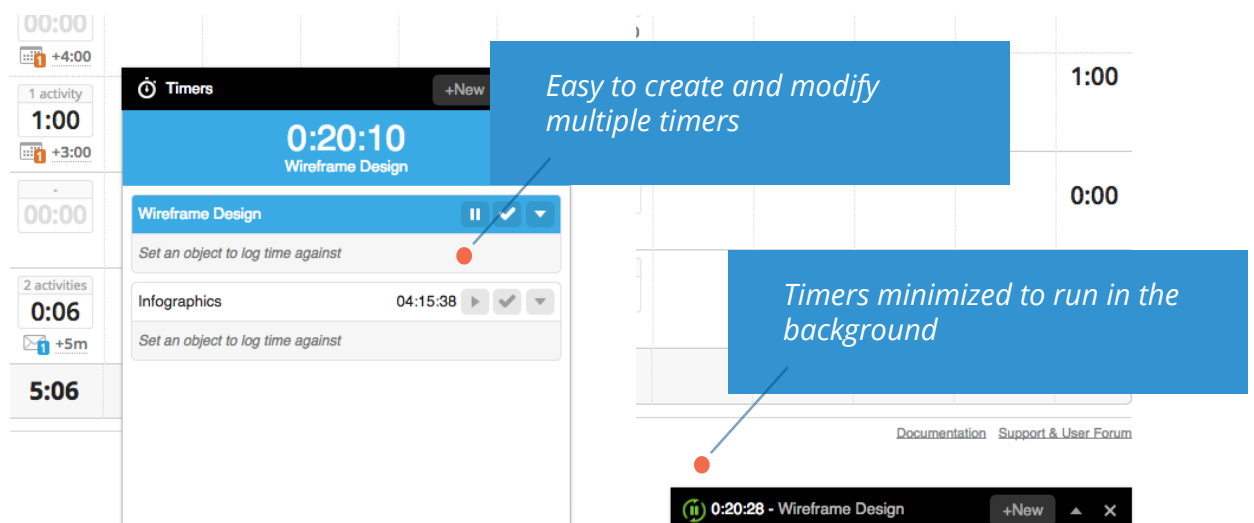 00:00
+4:00
1 activity
1:00
+3:00
-
00:00
2 activities
0:06
+5m
5:06
Timers
+New
0:20:10
Wireframe Design
Wireframe Design
Set an object to log time against
Infographics 04:15:38
Set an object to log time against
Easy to create and modify
multiple timers
1:00
0:00
Timers minimized to run in the
background
Documentation Support & User Forum
0:20:28 - Wireframe Design +New